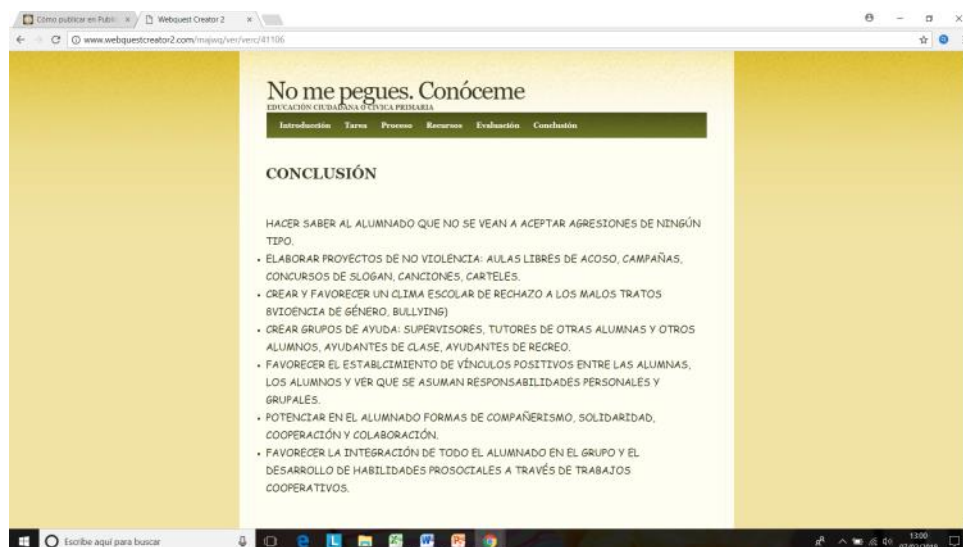 Cómo publicar en Public
Webquest Creator 2
www.webquestcreator2.com/majwq/ver/verc/41106
No me pegues. Conóceme
EDUCACIÓN CIUDADANA O CÍVICA PRIMARIA
Introducción Tarea Proceso Recursos Evaluación Conclusión
CONCLUSIÓN
HACER SABER AL ALUMNADO QUE NO SE VEAN A ACEPTAR AGRESIONES DE NINGÚN
TIPO.
• ELABORAR PROYECTOS DE NO VIOLENCIA: AULAS LIBRES DE ACOSO, CAMPAÑAS,
CONCURSOS DE SLOGAN, CANCIONES, CARTELES.
• CREAR Y FAVORECER UN CLIMA ESCOLAR DE RECHAZO A LOS MALOS TRATOS
8VIOENCIA DE GÉNERO, BULLYING)
• CREAR GRUPOS DE AYUDA: SUPERVISORES, TUTORES DE OTRAS ALUMNAS Y OTROS
ALUMNOS, AYUDANTES DE CLASE, AYUDANTES DE RECREO.
• FAVORECER EL ESTABLCIMIENTO DE VÍNCULOS POSITIVOS ENTRE LAS ALUMNAS,
LOS ALUMNOS Y VER QUE SE ASUMAN RESPONSABILIDADES PERSONALES Y
GRUPALES.
• POTENCIAR EN EL ALUMNADO FORMAS DE COMPAÑERISMO, SOLIDARIDAD,
COOPERACIÓN Y COLABORACIÓN.
• FAVORECER LA INTEGRACIÓN DE TODO EL ALUMNADO EN EL GRUPO Y EL
DESARROLLO DE HABILIDADES PROSOCIALES A TRAVÉS DE TRABAJOS
COOPERATIVOS.
Escribe aquí para buscar
13:00